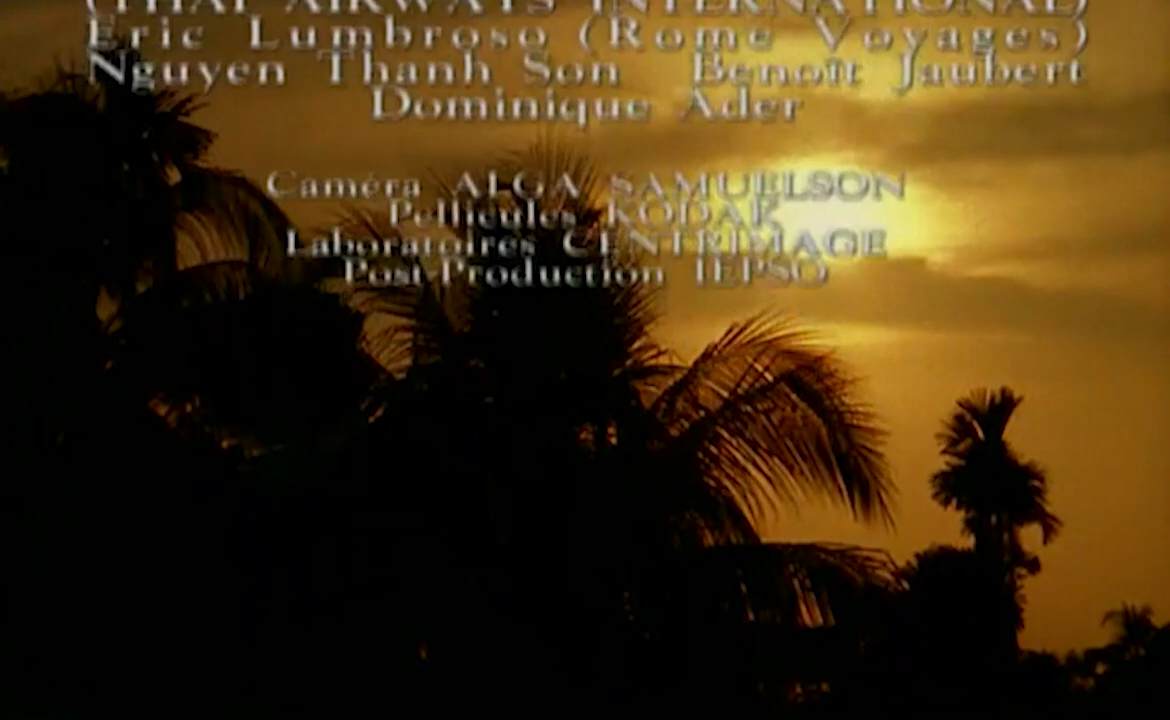 (THAI AIRWAYS INTERNATIONAL)
Eric Lumbroso (Rome Voyages)
Nguyen Thanh Son Benoît Jaubert
Dominique Ader
Caméra ALGA SAMUELSON
Pellicules KODAK
Laboratoires CENTRIMAGE
Post-Production IEPSO